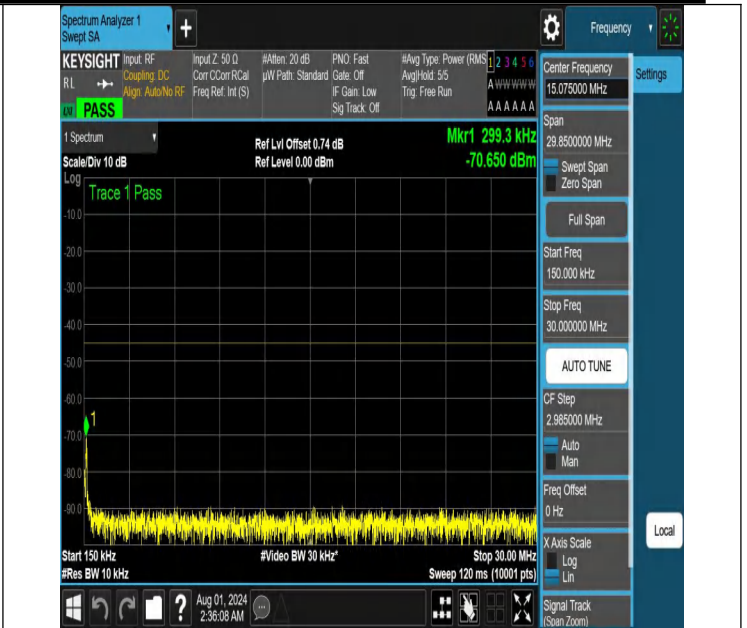 Spectrum Analyzer 1
Swept SA
+
Frequency
KEYSIGHT
RL
PASS
Input: RF
Coupling: DC
Align: Auto/No RF
Input Z: 50 Ω
Corr CCorr RCal
Freq Ref: Int (S)
#Atten: 20 dB
µW Path: Standard
PNO: Fast
Gate: Off
IF Gain: Low
Sig Track: Off
#Avg Type: Power (RMS
Avg|Hold: 5/5
Trig: Free Run
1 2 3 4 5 6
A W W W W W
A A A A A A
1 Spectrum
Scale/Div 10 dB
Ref Lvl Offset 0.74 dB
Ref Level 0.00 dBm
Mkr1 299.3 kHz
-70.650 dBm
Log
Trace 1 Pass
-10.0
-20.0
-30.0
-40.0
-50.0
-60.0
-70.0
-80.0
-90.0
1
Start 150 kHz
#Res BW 10 kHz
#Video BW 30 kHz*
Stop 30.00 MHz
Sweep 120 ms (10001 pts)
Aug 01, 2024
2:36:08 AM
?
Center Frequency
15.075000 MHz
Settings
Span
29.8500000 MHz
Swept Span
Zero Span
Full Span
Start Freq
150.000 kHz
Stop Freq
30.000000 MHz
AUTO TUNE
CF Step
2.985000 MHz
Auto
Man
Freq Offset
0 Hz
X Axis Scale
Log
Lin
Local
Signal Track
(Span Zoom)